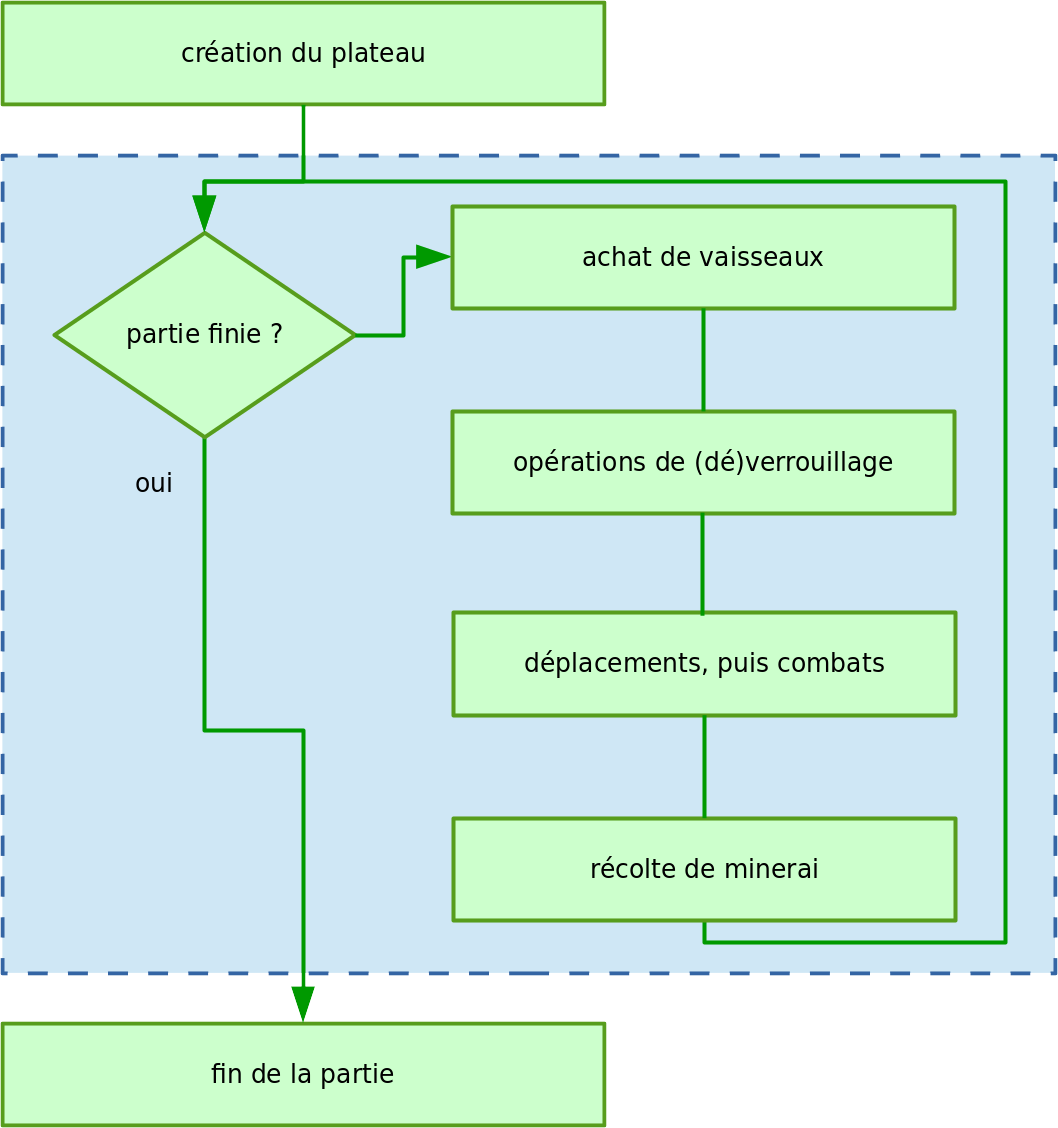 création du plateau
achat de vaisseaux
partie finie ?
opérations de (dé)verrouillage
oui
déplacements, puis combats
récolte de minerai
fin de la partie